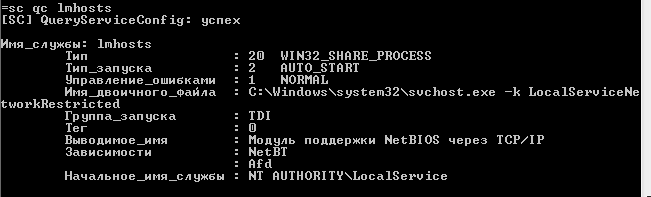 =sc qc lmhosts
[SC] QueryServiceConfig: успех
Имя_службы: lmhosts
Тип : 20 WIN32_SHARE_PROCESS
Тип_запуска : 2 AUTO_START
Управление_ошибками : 1 NORMAL
Имя_двоичного_файла : C:\Windows\system32\svchost.exe -k LocalServiceNe
tworkRestricted
Группа_запуска : TDI
Тег : 0
Выводимое_имя : Модуль поддержки NetBIOS через TCP/IP
Зависимости : NetBT
: Afd
Начальное_имя_службы : NT AUTHORITY\LocalService